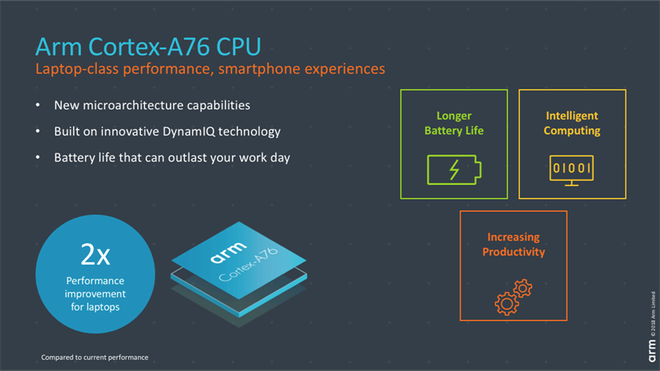 Arm Cortex-A76 CPU
Laptop-class performance, smartphone experiences
• New microarchitecture capabilities
• Built on innovative DynamIQ technology
• Battery life that can outlast your work day
Longer
Battery Life
Intelligent
Computing
01001
Increasing
Productivity
2x
Performance
improvement
for laptops
arm
Cortex-A76
Compared to current performance
arm © 2018 Arm Limited